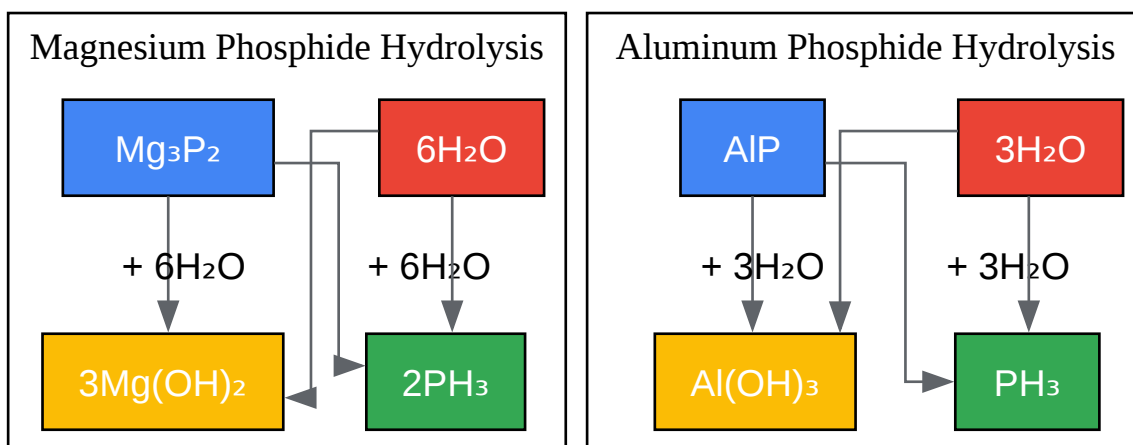 Magnesium Phosphide Hydrolysis
Mg₃P₂
6H₂O
+ 6H₂O
+ 6H₂O
3Mg(OH)₂
2PH₃
Aluminum Phosphide Hydrolysis
AlP
3H₂O
+ 3H₂O
+ 3H₂O
Al(OH)₃
PH₃